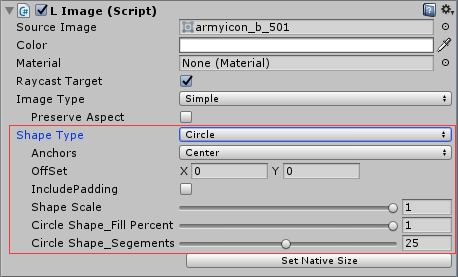 L Image (Script)
Source Image armyicon_b_501
Color
Material None (Material)
Raycast Target
Image Type Simple
Preserve Aspect
Shape Type Circle
Anchors Center
OffSet X 0 Y 0
IncludePadding
Shape Scale 1
Circle Shape_Fill Percent 1
Circle Shape_Segements 25
Set Native Size